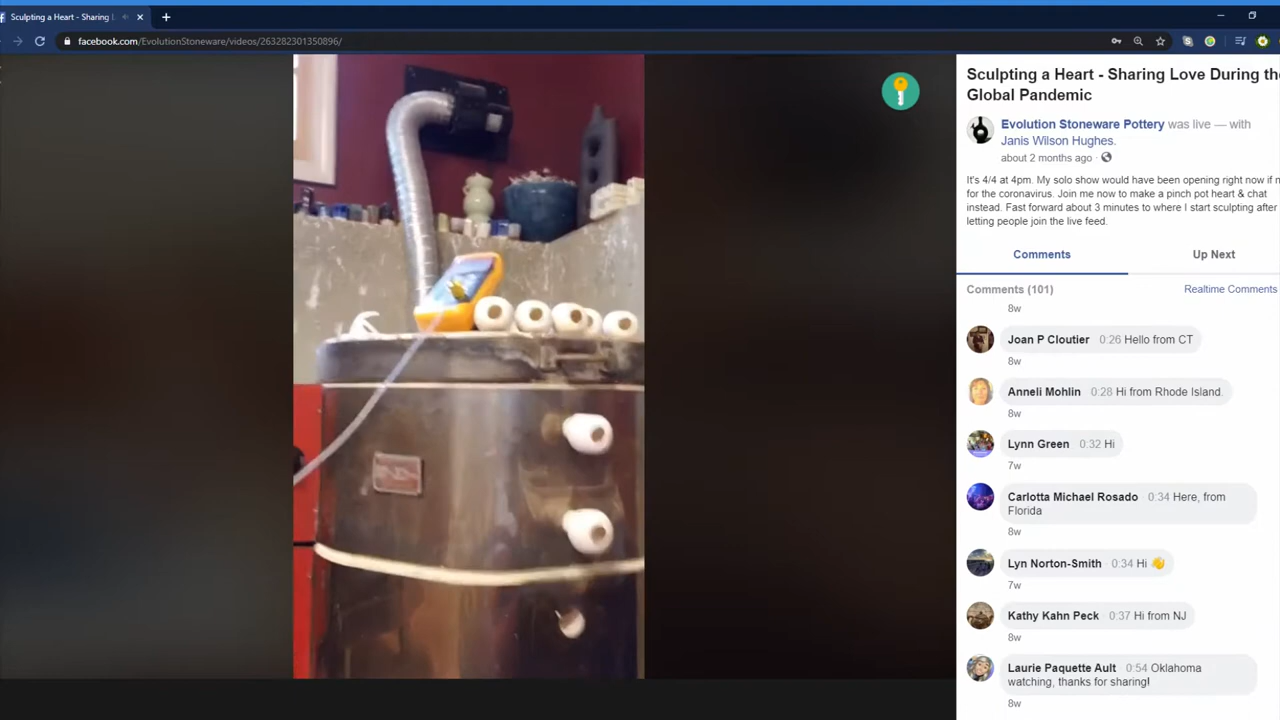 Sculpting a Heart - Sharing L
facebook.com/EvolutionStoneware/videos/263282301350896/
Sculpting a Heart - Sharing Love During the
Global Pandemic
Evolution Stoneware Pottery was live — with
Janis Wilson Hughes.
about 2 months ago
It's 4/4 at 4pm. My solo show would have been opening right now if n
for the coronavirus. Join me now to make a pinch pot heart & chat
instead. Fast forward about 3 minutes to where I start sculpting after
letting people join the live feed.
Comments Up Next
Comments (101) Realtime Comments
8w
Joan P Cloutier 0:26 Hello from CT
8w
Anneli Mohlin 0:28 Hi from Rhode Island.
8w
Lynn Green 0:32 Hi
7w
Carlotta Michael Rosado 0:34 Here, from
Florida
8w
Lyn Norton-Smith · 0:34 Hi 👋
7w
Kathy Kahn Peck 0:37 Hi from NJ
8w
Laurie Paquette Ault 0:54 Oklahoma
watching, thanks for sharing!
8w